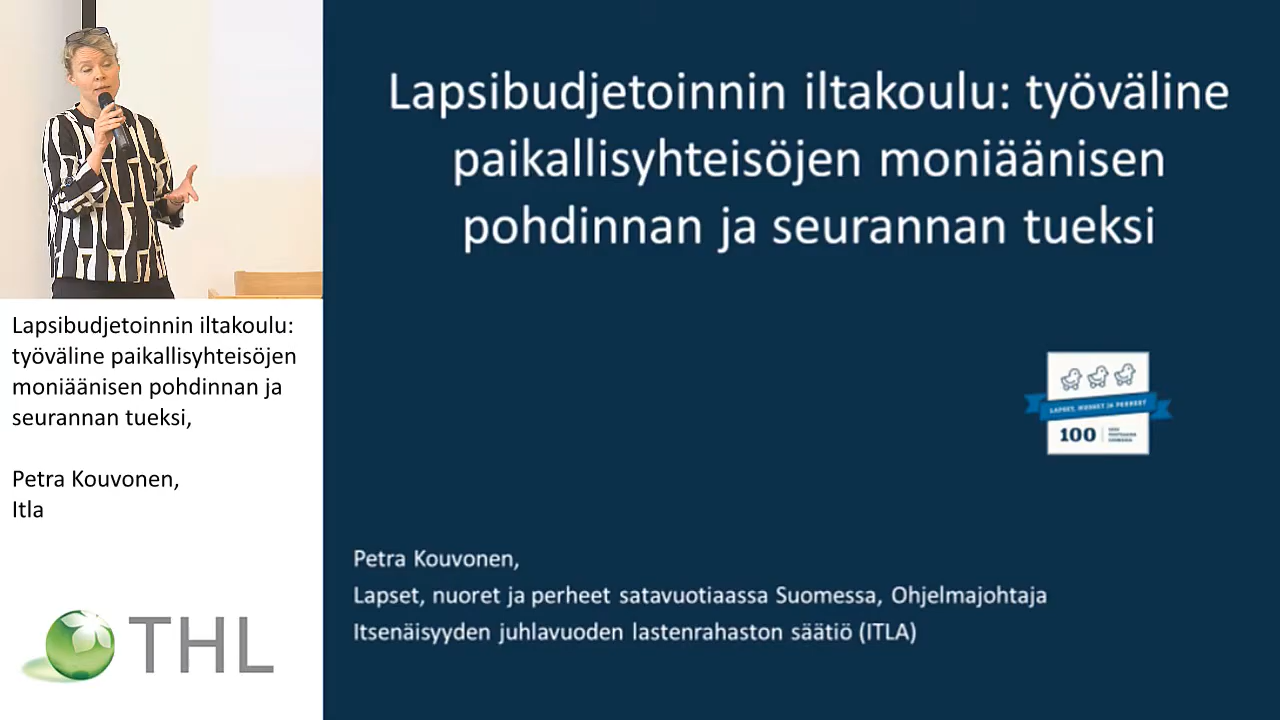 Lapsibudjetoinnin iltakoulu: työväline
paikallisyhteisöjen moniäänisen
pohdinnan ja seurannan tueksi
LAPSET, NUORET JA PERHEET
100
Petra Kouvonen,
Lapset, nuoret ja perheet satavuotiaassa Suomessa, Ohjelmajohtaja
Itsenäisyyden juhlavuoden lastenrahaston säätiö (ITLA)
Lapsibudjetoinnin iltakoulu:
työväline paikallisyhteisöjen
moniäänisen pohdinnan ja
seurannan tueksi,
Petra Kouvonen,
Itla
THL